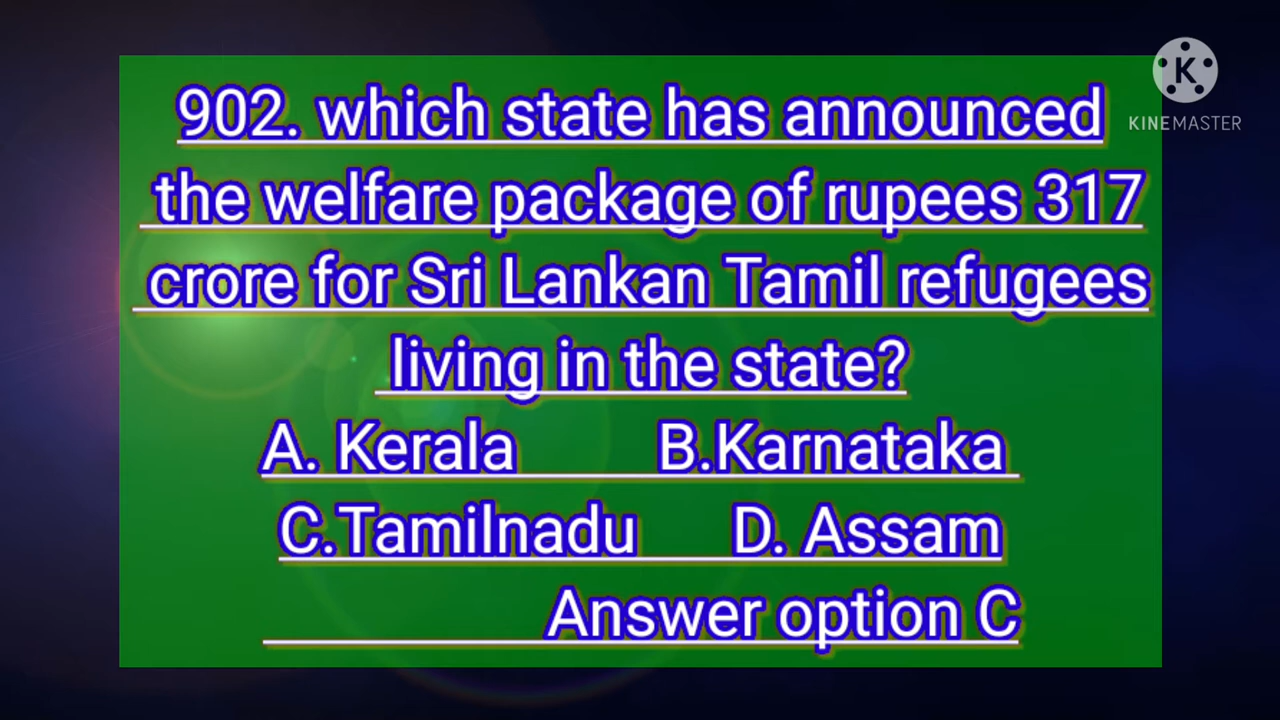 902. which state has announced
the welfare package of rupees 317
crore for Sri Lankan Tamil refugees
living in the state?
A. Kerala B.Karnataka
C.Tamilnadu D. Assam
Answer option C
K
KINEMASTER